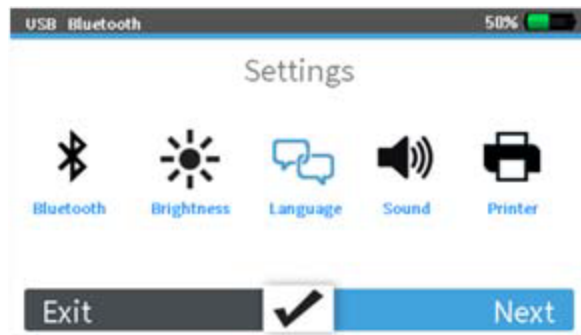 USB Bluetooth 50%
Settings
Bluetooth Brightness Language Sound Printer
Exit Next